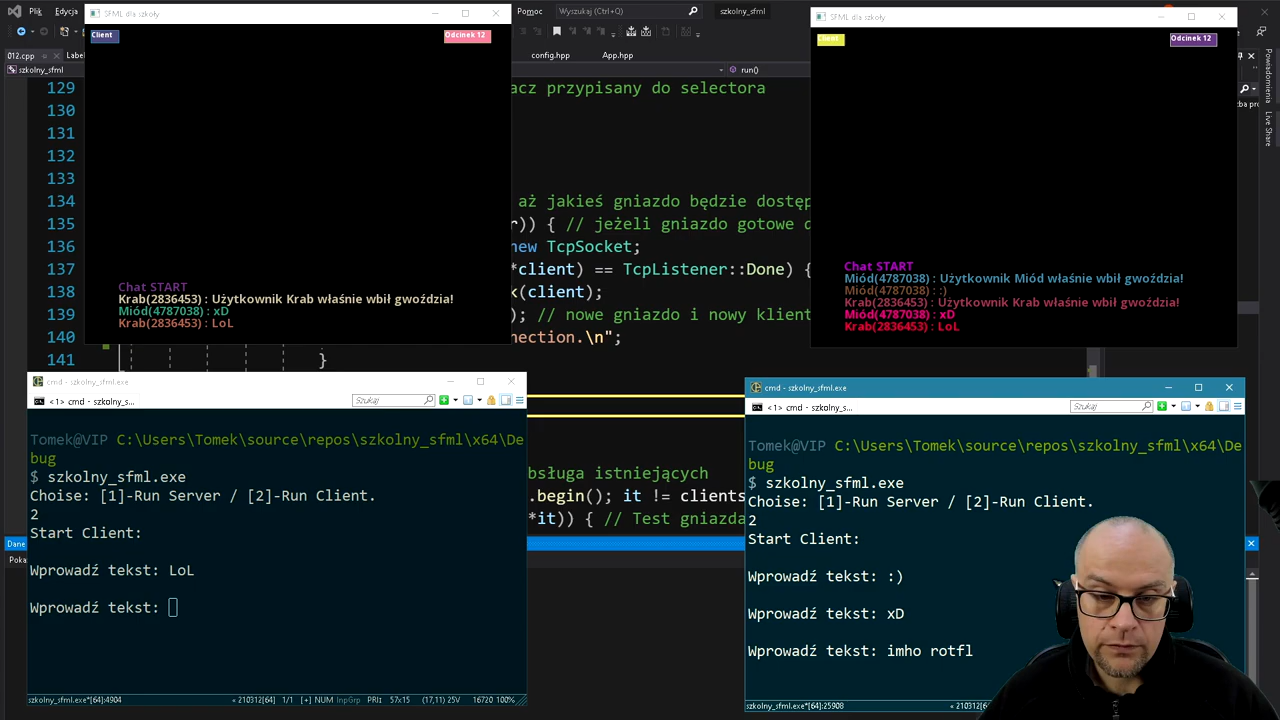 Plik Edycja
Pomoc Wyszukaj (Ctrl+Q) szkolny_sfml
012.cpp Label
config.hpp App.hpp
szkolny_sfml
run()
Powiadomienia
Live Share
129 acz przypisany do selectora
130
131
132
133
134 aż jakieś gniazdo będzie dostęp
135 r)) { // jeżeli gniazdo gotowe d
136 new TcpSocket;
137 *client) == TcpListener::Done) {
138 k(client);
139 ); // nowe gniazdo i nowy klient
140 nection.\n";
141 }
obsługa istniejących
.begin(); it != clients
*it)) { // Test gniazda
Dane
Poka
SFML dla szkoły
Client
Odcinek 12
Chat START
Krab(2836453) : Użytkownik Krab właśnie wbił gwoździa!
Miód(4787038) : xD
Krab(2836453) : LoL
SFML dla szkoły
Client
Odcinek 12
Chat START
Miód(4787038) : Użytkownik Miód właśnie wbił gwoździa!
Miód(4787038) : :)
Krab(2836453) : Użytkownik Krab właśnie wbił gwoździa!
Miód(4787038) : xD
Krab(2836453) : LoL
cmd - szkolny_sfml.exe
<1> cmd - szkolny_s...
Szukaj
Tomek@VIP C:\Users\Tomek\source\repos\szkolny_sfml\x64\De
bug
$ szkolny_sfml.exe
Choise: [1]-Run Server / [2]-Run Client.
2
Start Client:
Wprowadź tekst: LoL
Wprowadź tekst:
szkolny_sfml.exe*[64]:4904 « 210312[64] 1/1 [+] NUM InpGrp PRI‡ 57x15 (17,11) 25V 16720 100%
cmd - szkolny_sfml.exe
<1> cmd - szkolny_s...
Szukaj
Tomek@VIP C:\Users\Tomek\source\repos\szkolny_sfml\x64\De
bug
$ szkolny_sfml.exe
Choise: [1]-Run Server / [2]-Run Client.
2
Start Client:
Wprowadź tekst: :)
Wprowadź tekst: xD
Wprowadź tekst: imho rotfl
szkolny_sfml.exe*[64]:25908 « 210312